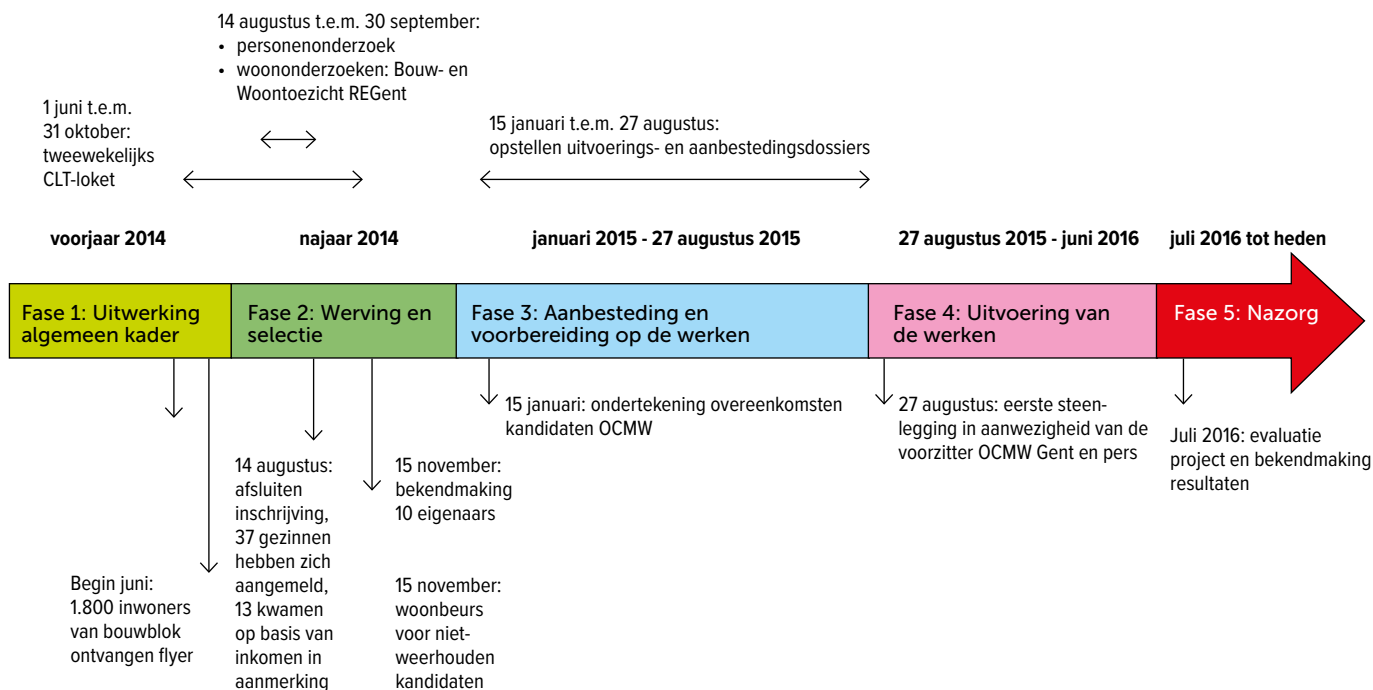 14 augustus t.e.m. 30 september:
• personenonderzoek
• woononderzoeken: Bouw- en
Woontoezicht REGent
1 juni t.e.m.
31 oktober:
tweewekelijks
CLT-loket
15 januari t.e.m. 27 augustus:
opstellen uitvoerings- en aanbestedingsdossiers
voorjaar 2014
najaar 2014
januari 2015 - 27 augustus 2015
27 augustus 2015 - juni 2016
juli 2016 tot heden
Fase 1: Uitwerking
algemeen kader
Fase 2: Werving en
selectie
Fase 3: Aanbesteding en
voorbereiding op de werken
Fase 4: Uitvoering van
de werken
Fase 5: Nazorg
Begin juni:
1.800 inwoners
van bouwblok
ontvangen flyer
14 augustus:
afsluiten
inschrijving,
37 gezinnen
hebben zich
aangemeld,
13 kwamen
op basis van
inkomen in
aanmerking
15 november:
bekendmaking
10 eigenaars
15 november:
woonbeurs
voor niet-
weerhouden
kandidaten
15 januari: ondertekening overeenkomsten
kandidaten OCMW
27 augustus: eerste steen-
legging in aanwezigheid van de
voorzitter OCMW Gent en pers
Juli 2016: evaluatie
project en bekendmaking
resultaten